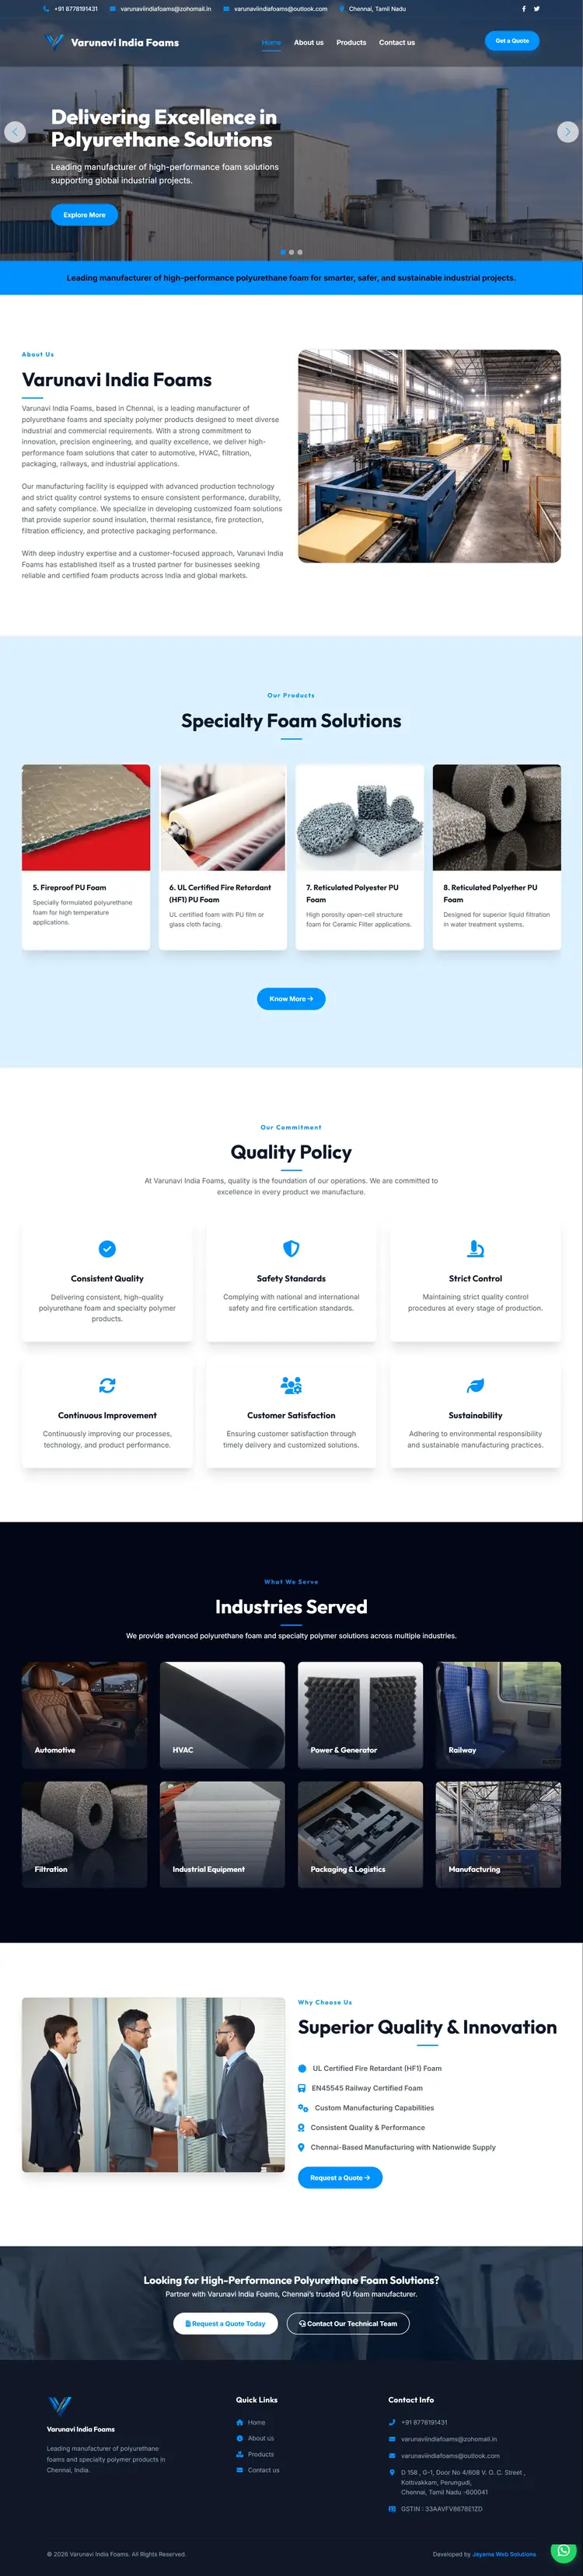 +91 8778191431 varunaviindiafoams@zohomail.in varunaviindiafoams@outlook.com Chennai, Tamil Nadu
Varunavi India Foams Home About us Products Contact us Get a Quote
Delivering Excellence in
Polyurethane Solutions
Leading manufacturer of high-performance foam solutions
supporting global industrial projects.
Explore More
Leading manufacturer of high-performance polyurethane foam for smarter, safer, and sustainable industrial projects.
About Us
Varunavi India Foams
Varunavi India Foams, based in Chennai, is a leading manufacturer of
polyurethane foams and specialty polymer products designed to meet diverse
industrial and commercial requirements. With a strong commitment to
innovation, precision engineering, and quality excellence, we deliver high-
performance foam solutions that cater to automotive, HVAC, filtration,
packaging, railways, and industrial applications.
Our manufacturing facility is equipped with advanced production technology
and strict quality control systems to ensure consistent performance, durability,
and safety compliance. We specialize in developing customized foam solutions
that provide superior sound insulation, thermal resistance, fire protection,
filtration efficiency, and protective packaging performance.
With deep industry expertise and a customer-focused approach, Varunavi India
Foams has established itself as a trusted partner for businesses seeking
reliable and certified foam products across India and global markets.
Our Products
Specialty Foam Solutions
5. Fireproof PU Foam
Specially formulated polyurethane
foam for high temperature
applications.
6. UL Certified Fire Retardant
(HF1) PU Foam
UL certified foam with PU film or
glass cloth facing.
7. Reticulated Polyester PU
Foam
High porosity open-cell structure
foam for Ceramic Filter applications.
8. Reticulated Polyether PU
Foam
Designed for superior liquid filtration
in water treatment systems.
Know More →
Our Commitment
Quality Policy
At Varunavi India Foams, quality is the foundation of our operations. We are committed to
excellence in every product we manufacture.
Consistent Quality
Delivering consistent, high-quality
polyurethane foam and specialty polymer
products.
Safety Standards
Complying with national and international
safety and fire certification standards.
Strict Control
Maintaining strict quality control
procedures at every stage of production.
Continuous Improvement
Continuously improving our processes,
technology, and product performance.
Customer Satisfaction
Ensuring customer satisfaction through
timely delivery and customized solutions.
Sustainability
Adhering to environmental responsibility
and sustainable manufacturing practices.
What We Serve
Industries Served
We provide advanced polyurethane foam and specialty polymer solutions across multiple industries.
Automotive
HVAC
Power & Generator
Railway
Filtration
Industrial Equipment
Packaging & Logistics
Manufacturing
Why Choose Us
Superior Quality & Innovation
UL Certified Fire Retardant (HF1) Foam
EN45545 Railway Certified Foam
Custom Manufacturing Capabilities
Consistent Quality & Performance
Chennai-Based Manufacturing with Nationwide Supply
Request a Quote →
Looking for High-Performance Polyurethane Foam Solutions?
Partner with Varunavi India Foams, Chennai's trusted PU foam manufacturer.
Request a Quote Today
Contact Our Technical Team
Varunavi India Foams
Leading manufacturer of polyurethane
foams and specialty polymer products in
Chennai, India.
Quick Links
Home
About us
Products
Contact us
Contact Info
+91 8778191431
varunaviindiafoams@zohomail.in
varunaviindiafoams@outlook.com
D 158 , G-1, Door No 4/608 V. O. C. Street ,
Kottivakkam, Perungudi,
Chennai, Tamil Nadu -600041
GSTIN : 33AAVFV8678E1ZD
© 2026 Varunavi India Foams. All Rights Reserved.
Developed by Jayama Web Solutions